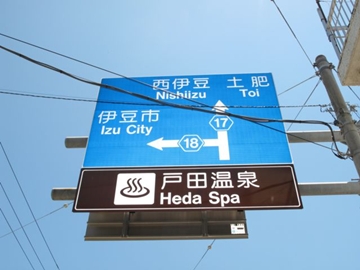 西伊豆 土肥
Nishiizu Toi
伊豆市
Izu City
17
18
戸田温泉
Heda Spa